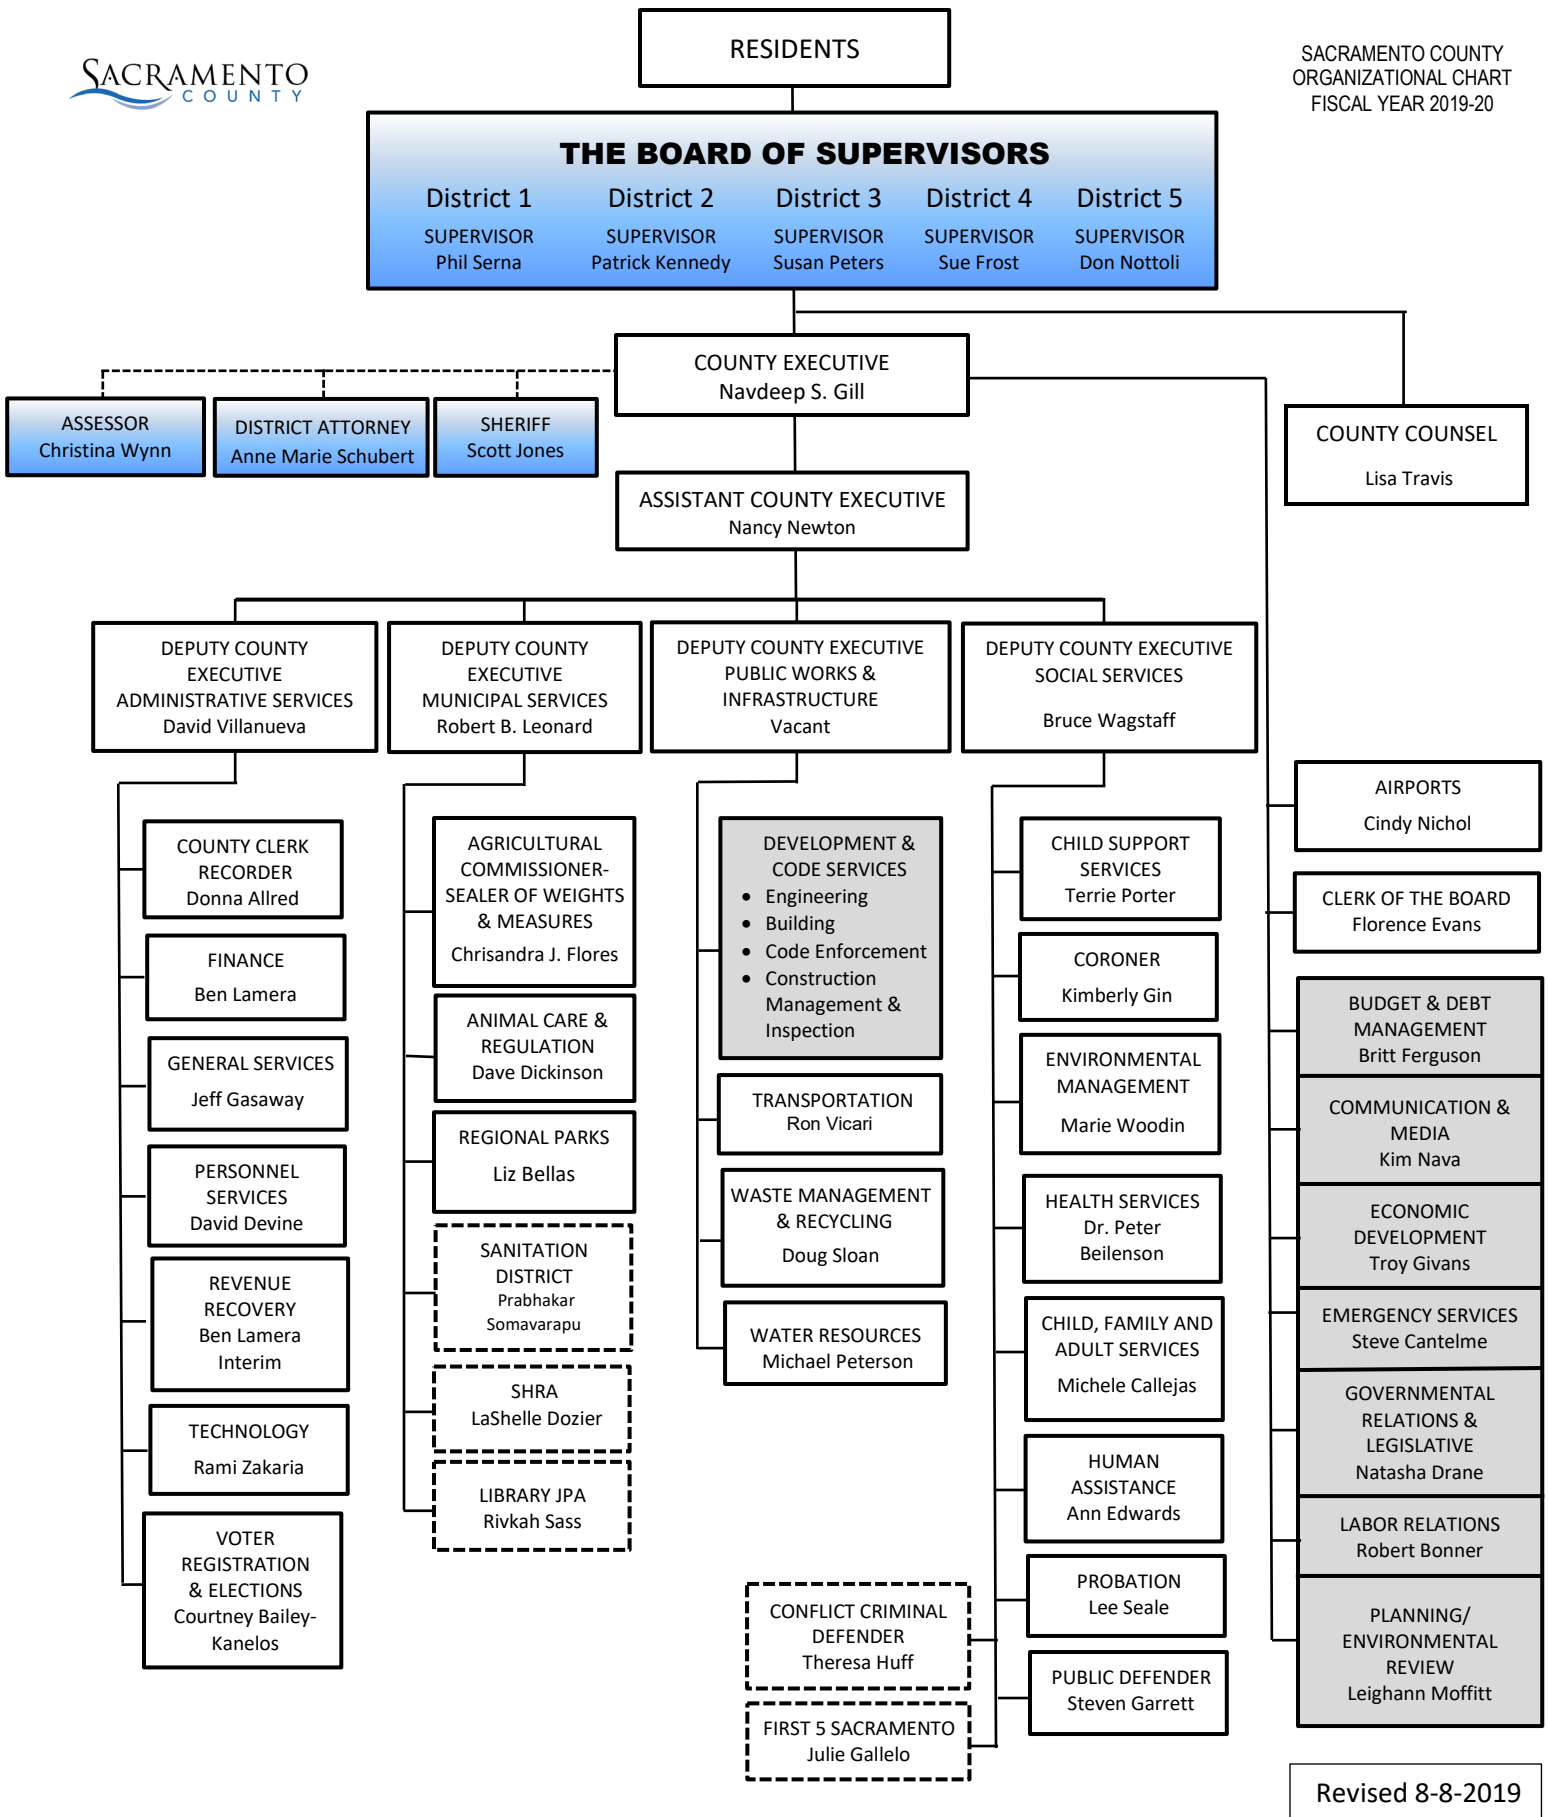 SACRAMENTO
COUNTY
RESIDENTS
SACRAMENTO COUNTY
ORGANIZATIONAL CHART
FISCAL YEAR 2019-20
THE BOARD OF SUPERVISORS
District 1
SUPERVISOR
Phil Serna
District 2
SUPERVISOR
Patrick Kennedy
District 3
SUPERVISOR
Susan Peters
District 4
SUPERVISOR
Sue Frost
District 5
SUPERVISOR
Don Nottoli
COUNTY EXECUTIVE
Navdeep S. Gill
ASSESSOR
Christina Wynn
DISTRICT ATTORNEY
Anne Marie Schubert
SHERIFF
Scott Jones
COUNTY COUNSEL
Lisa Travis
ASSISTANT COUNTY EXECUTIVE
Nancy Newton
DEPUTY COUNTY
EXECUTIVE
ADMINISTRATIVE SERVICES
David Villanueva
COUNTY CLERK
RECORDER
Donna Allred
FINANCE
Ben Lamera
GENERAL SERVICES
Jeff Gasaway
PERSONNEL
SERVICES
David Devine
REVENUE
RECOVERY
Ben Lamera
Interim
TECHNOLOGY
Rami Zakaria
VOTER
REGISTRATION
& ELECTIONS
Courtney Bailey-
Kanelos
DEPUTY COUNTY
EXECUTIVE
MUNICIPAL SERVICES
Robert B. Leonard
AGRICULTURAL
COMMISSIONER-
SEALER OF WEIGHTS
& MEASURES
Chrisandra J. Flores
ANIMAL CARE &
REGULATION
Dave Dickinson
REGIONAL PARKS
Liz Bellas
SANITATION
DISTRICT
Prabhakar
Somavarapu
SHRA
LaShelle Dozier
LIBRARY JPA
Rivkah Sass
DEPUTY COUNTY EXECUTIVE
PUBLIC WORKS &
INFRASTRUCTURE
Vacant
DEVELOPMENT &
CODE SERVICES
• Engineering
• Building
• Code Enforcement
• Construction
Management &
Inspection
TRANSPORTATION
Ron Vicari
WASTE MANAGEMENT
& RECYCLING
Doug Sloan
WATER RESOURCES
Michael Peterson
DEPUTY COUNTY EXECUTIVE
SOCIAL SERVICES
Bruce Wagstaff
CHILD SUPPORT
SERVICES
Terrie Porter
CORONER
Kimberly Gin
ENVIRONMENTAL
MANAGEMENT
Marie Woodin
HEALTH SERVICES
Dr. Peter
Beilenson
CHILD, FAMILY AND
ADULT SERVICES
Michele Callejas
HUMAN
ASSISTANCE
Ann Edwards
PROBATION
Lee Seale
CONFLICT CRIMINAL
DEFENDER
Theresa Huff
PUBLIC DEFENDER
Steven Garrett
FIRST 5 SACRAMENTO
Julie Gallelo
AIRPORTS
Cindy Nichol
CLERK OF THE BOARD
Florence Evans
BUDGET & DEBT
MANAGEMENT
Britt Ferguson
COMMUNICATION &
MEDIA
Kim Nava
ECONOMIC
DEVELOPMENT
Troy Givans
EMERGENCY SERVICES
Steve Cantelme
GOVERNMENTAL
RELATIONS &
LEGISLATIVE
Natasha Drane
LABOR RELATIONS
Robert Bonner
PLANNING/
ENVIRONMENTAL
REVIEW
Leighann Moffitt
Revised 8-8-2019